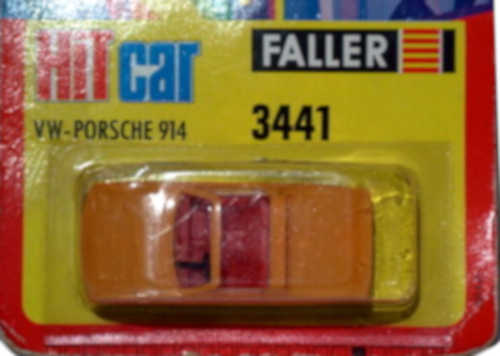 HiT car
FALLER
VW-PORSCHE 914
3441